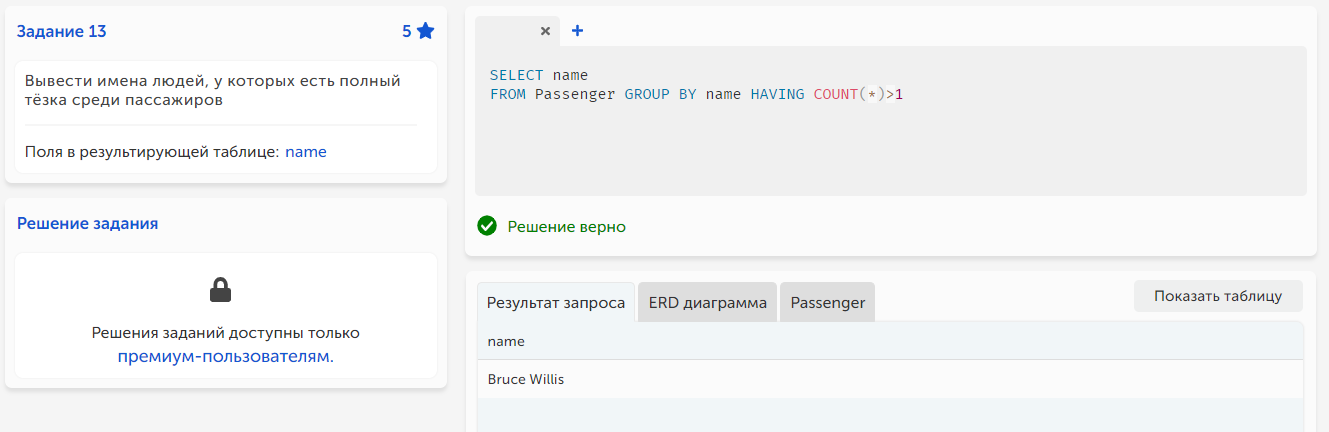 Задание 13
5
Вывести имена людей, у которых есть полный
тёзка среди пассажиров
Поля в результирующей таблице: name
Решение задания
Решения заданий доступны только
премиум-пользователям.
SELECT name
FROM Passenger GROUP BY name HAVING COUNT(*)>1
Решение верно
Результат запроса
ERD диаграмма
Passenger
Показать таблицу
name
Bruce Willis